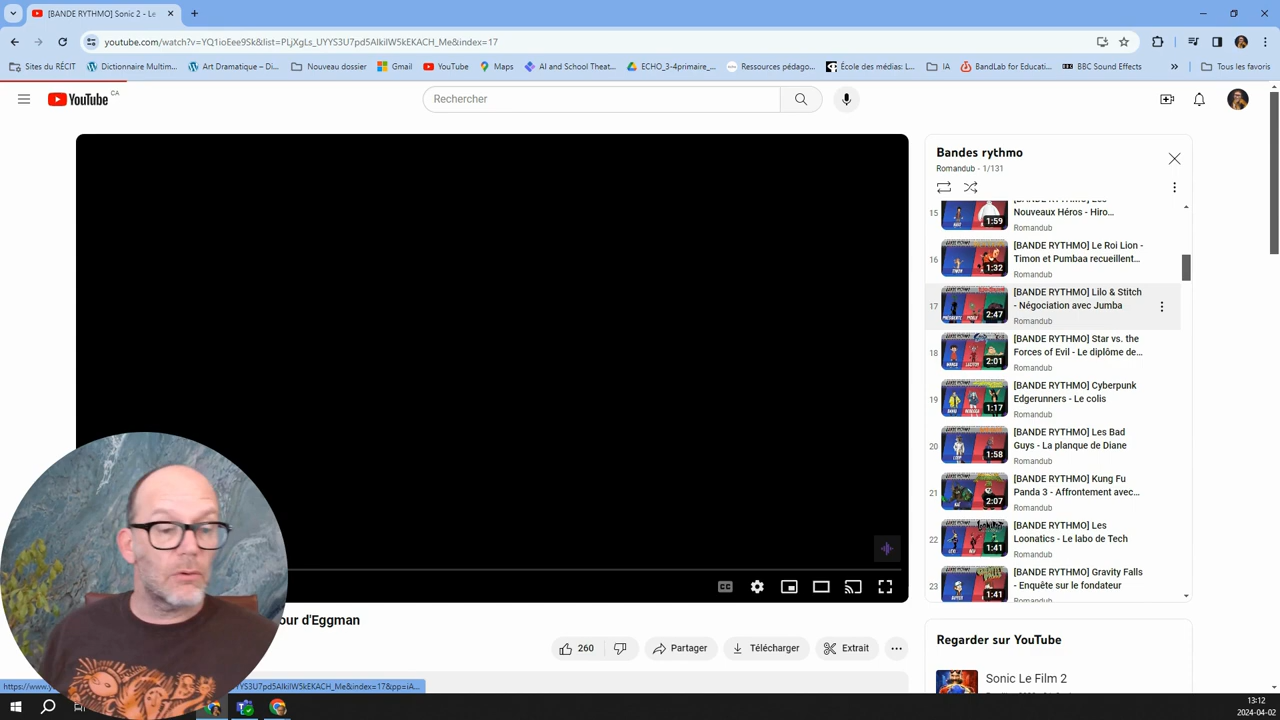 [BANDE RYTHMO] Sonic 2 - Le
youtube.com/watch?v=YQ1ioEee9Sk&list=PLjXgLs_UYYS3U7pd5AIkiIW5kEKACH_Me&index=17
Sites du RÉCIT
Dictionnaire Multim...
Art Dramatique – Di...
Nouveau dossier
Gmail
YouTube
Maps
AI and School Theat...
ECHO_3-4primaire_...
Ressources pédago...
École des médias: L...
IA
BandLab for Educati...
BBC Sound Effects
Tous les favoris
YouTube CA
Rechercher
Bandes rythmo
Romandub - 1/131
15
Nouveaux Héros - Hiro...
1:59
Romandub
16
[BANDE RYTHMO] Le Roi Lion -
Timon et Pumbaa recueillent...
1:32
Romandub
17
[BANDE RYTHMO] Lilo & Stitch
- Négociation avec Jumba
2:47
Romandub
18
[BANDE RYTHMO] Star vs. the
Forces of Evil - Le diplôme de...
2:01
Romandub
19
[BANDE RYTHMO] Cyberpunk
Edgerunners - Le colis
1:17
Romandub
20
[BANDE RYTHMO] Les Bad
Guys - La planque de Diane
1:58
Romandub
21
[BANDE RYTHMO] Kung Fu
Panda 3 - Affrontement avec...
2:07
Romandub
22
[BANDE RYTHMO] Les
Loonatics - Le labo de Tech
1:41
Romandub
23
[BANDE RYTHMO] Gravity Falls
- Enquête sur le fondateur
1:41
our d'Eggman
260
Partager
Télécharger
Extrait
Regarder sur YouTube
Sonic Le Film 2
https://www.y
_UYYS3U7pd5AIkiIW5kEKACH_Me&index=17&pp=iA...
13:12
2024-04-02